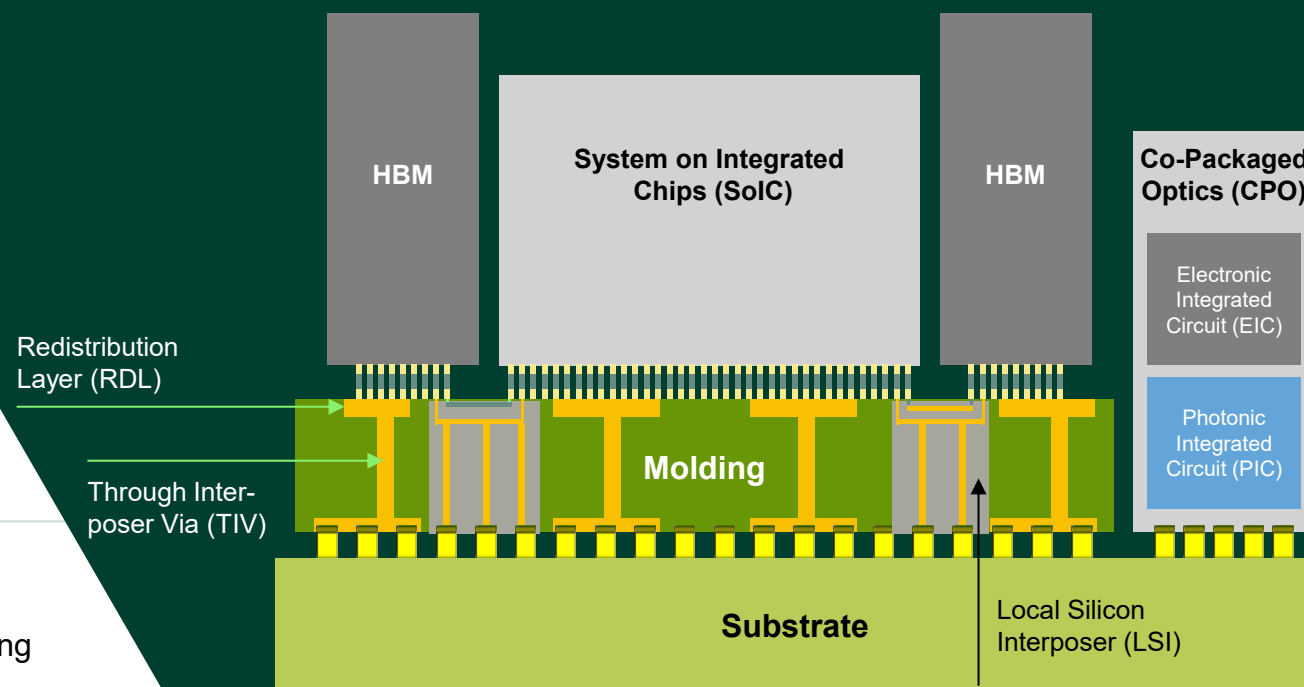 HBM
System on Integrated
Chips (SoIC)
HBM
Co-Packaged
Optics (CPO)
Electronic
Integrated
Circuit (EIC)
Photonic
Integrated
Circuit (PIC)
Redistribution
Layer (RDL)
Through Inter-
poser Via (TIV)
Molding
Substrate
Local Silicon
Interposer (LSI)